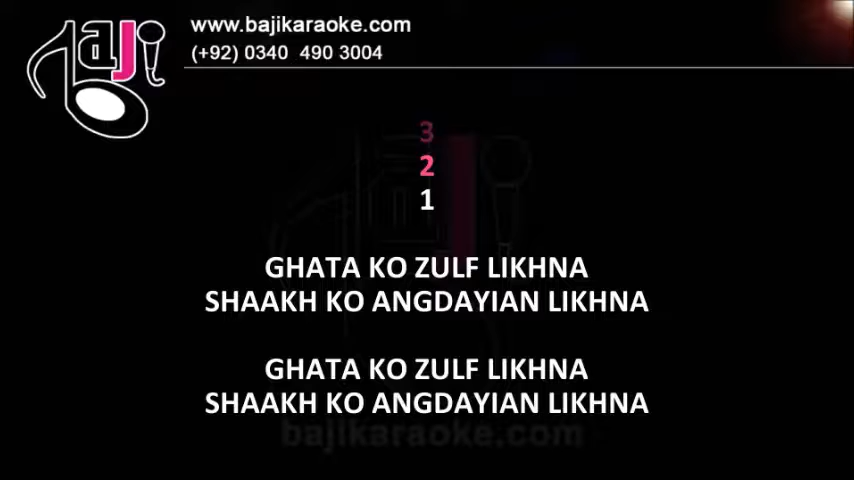 baji
www.bajikaraoke.com
(+92) 0340 490 3004
3
2
1
GHATA KO ZULF LIKHNA
SHAAKH KO ANGDAYIAN LIKHNA
GHATA KO ZULF LIKHNA
SHAAKH KO ANGDAYIAN LIKHNA
bajikaraoke.com